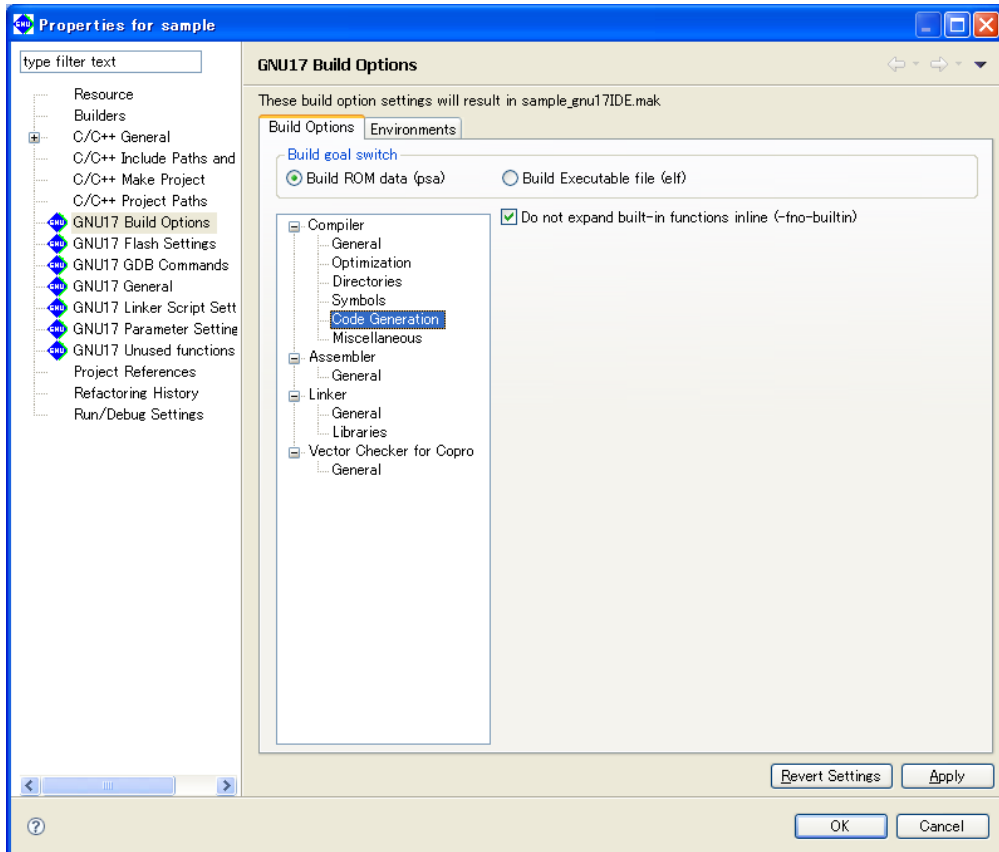 Properties for sample
type filter text
Resource
Builders
C/C++ General
C/C++ Include Paths and
C/C++ Make Project
C/C++ Project Paths
GNU17 Build Options
GNU17 Flash Settings
GNU17 GDB Commands
GNU17 General
GNU17 Linker Script Sett
GNU17 Parameter Setting
GNU17 Unused functions
Project References
Refactoring History
Run/Debug Settings
GNU17 Build Options
These build option settings will result in sample_gnu17IDE.mak
Build Options Environments
Build goal switch
Build ROM data (psa) Build Executable file (elf)
Compiler
General
Optimization
Directories
Symbols
Code Generation
Miscellaneous
Assembler
General
Linker
General
Libraries
Vector Checker for Copro
General
Do not expand built-in functions inline (-fno-builtin)
Revert Settings Apply
OK Cancel